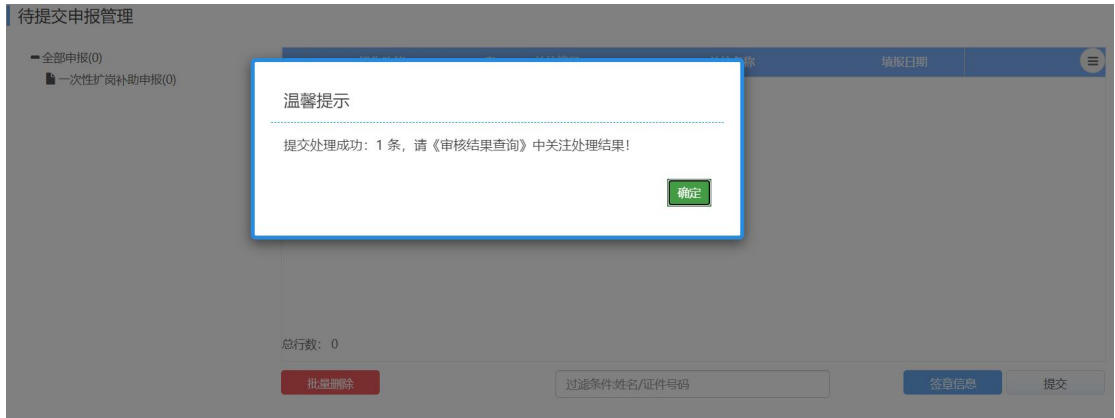 待提交申报管理
全部申报(0)
一次性扩岗补助申报(0)
填报日期
温馨提示
提交处理成功：1 条，请《审核结果查询》中关注处理结果！
确定
总行数： 0
批量删除
过滤条件:姓名/证件号码
签章信息
提交